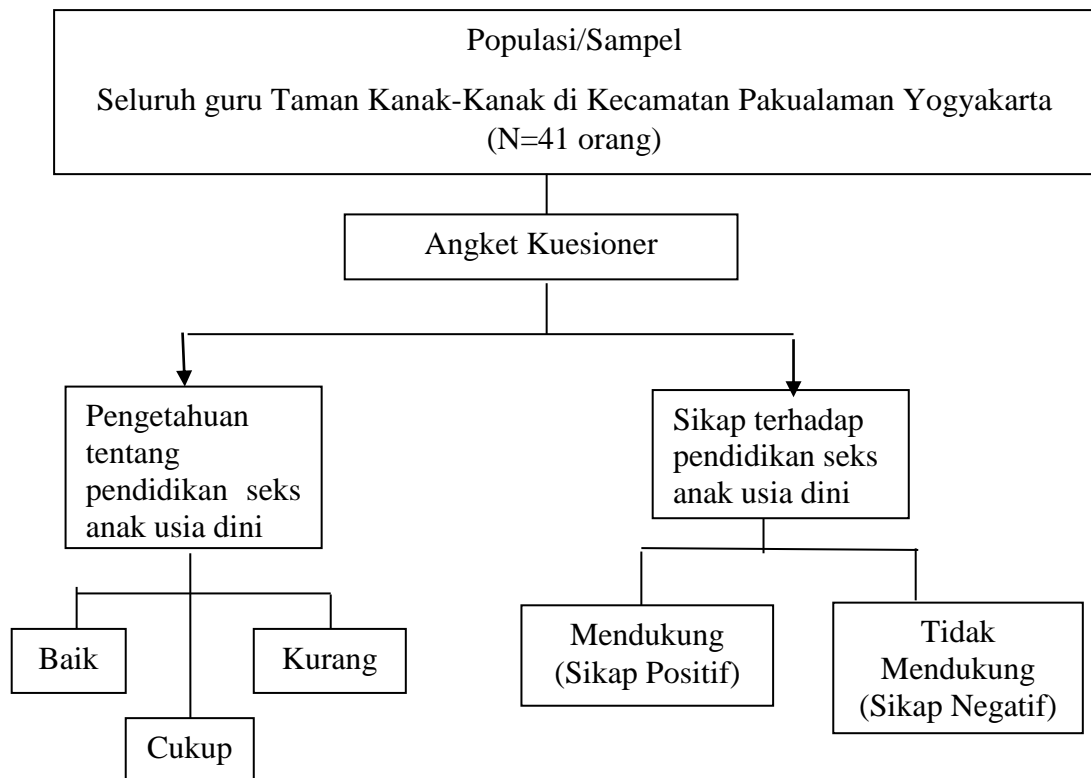 Populasi/Sampel
Seluruh guru Taman Kanak-Kanak di Kecamatan Pakualaman Yogyakarta
(N=41 orang)
Angket Kuesioner
Pengetahuan
tentang
pendidikan seks
anak usia dini
Sikap terhadap
pendidikan seks
anak usia dini
Baik
Kurang
Cukup
Mendukung
(Sikap Positif)
Tidak
Mendukung
(Sikap Negatif)